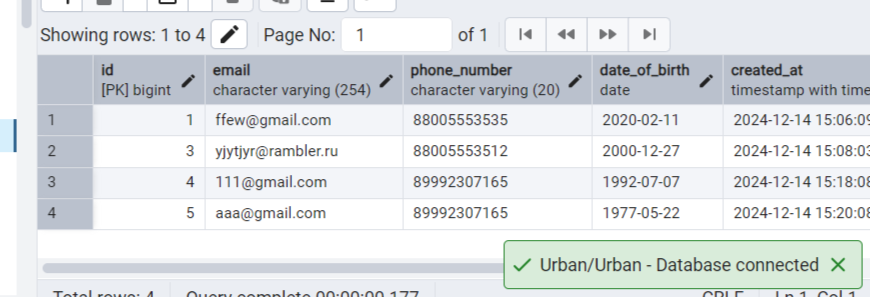 Showing rows: 1 to 4 Page No: 1 of 1
id email phone_number date_of_birth created_at
[PK] bigint character varying (254) character varying (20) date timestamp with time
1 1 ffew@gmail.com 88005553535 2020-02-11 2024-12-14 15:06:09
2 3 yjytjyr@rambler.ru 88005553512 2000-12-27 2024-12-14 15:08:03
3 4 111@gmail.com 89992307165 1992-07-07 2024-12-14 15:18:08
4 5 aaa@gmail.com 89992307165 1977-05-22 2024-12-14 15:20:08
Urban/Urban - Database connected
Total rows: 4 Query complete 00:00:00.177 CRLF Ln 1, Col 1